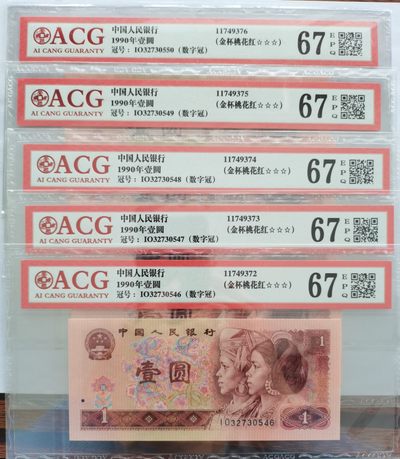 ACG
AI CANG GUARANTY
中国人民银行 11749376
1990年壹圆 (金杯桃花红☆☆☆)
冠号：IO32730550 (数字冠)
67 EPQ
ACG
AI CANG GUARANTY
中国人民银行 11749375
1990年壹圆 (金杯桃花红☆☆☆)
冠号：IO32730549 (数字冠)
67 EPQ
ACG
AI CANG GUARANTY
中国人民银行 11749374
1990年壹圆 (金杯桃花红☆☆☆)
冠号：IO32730548 (数字冠)
67 EPQ
ACG
AI CANG GUARANTY
中国人民银行 11749373
1990年壹圆 (金杯桃花红☆☆☆)
冠号：IO32730547 (数字冠)
67 EPQ
ACG
AI CANG GUARANTY
中国人民银行 11749372
1990年壹圆 (金杯桃花红☆☆☆)
冠号：IO32730546 (数字冠)
67 EPQ
中国人民银行
1
壹圆
IO32730546
1
1